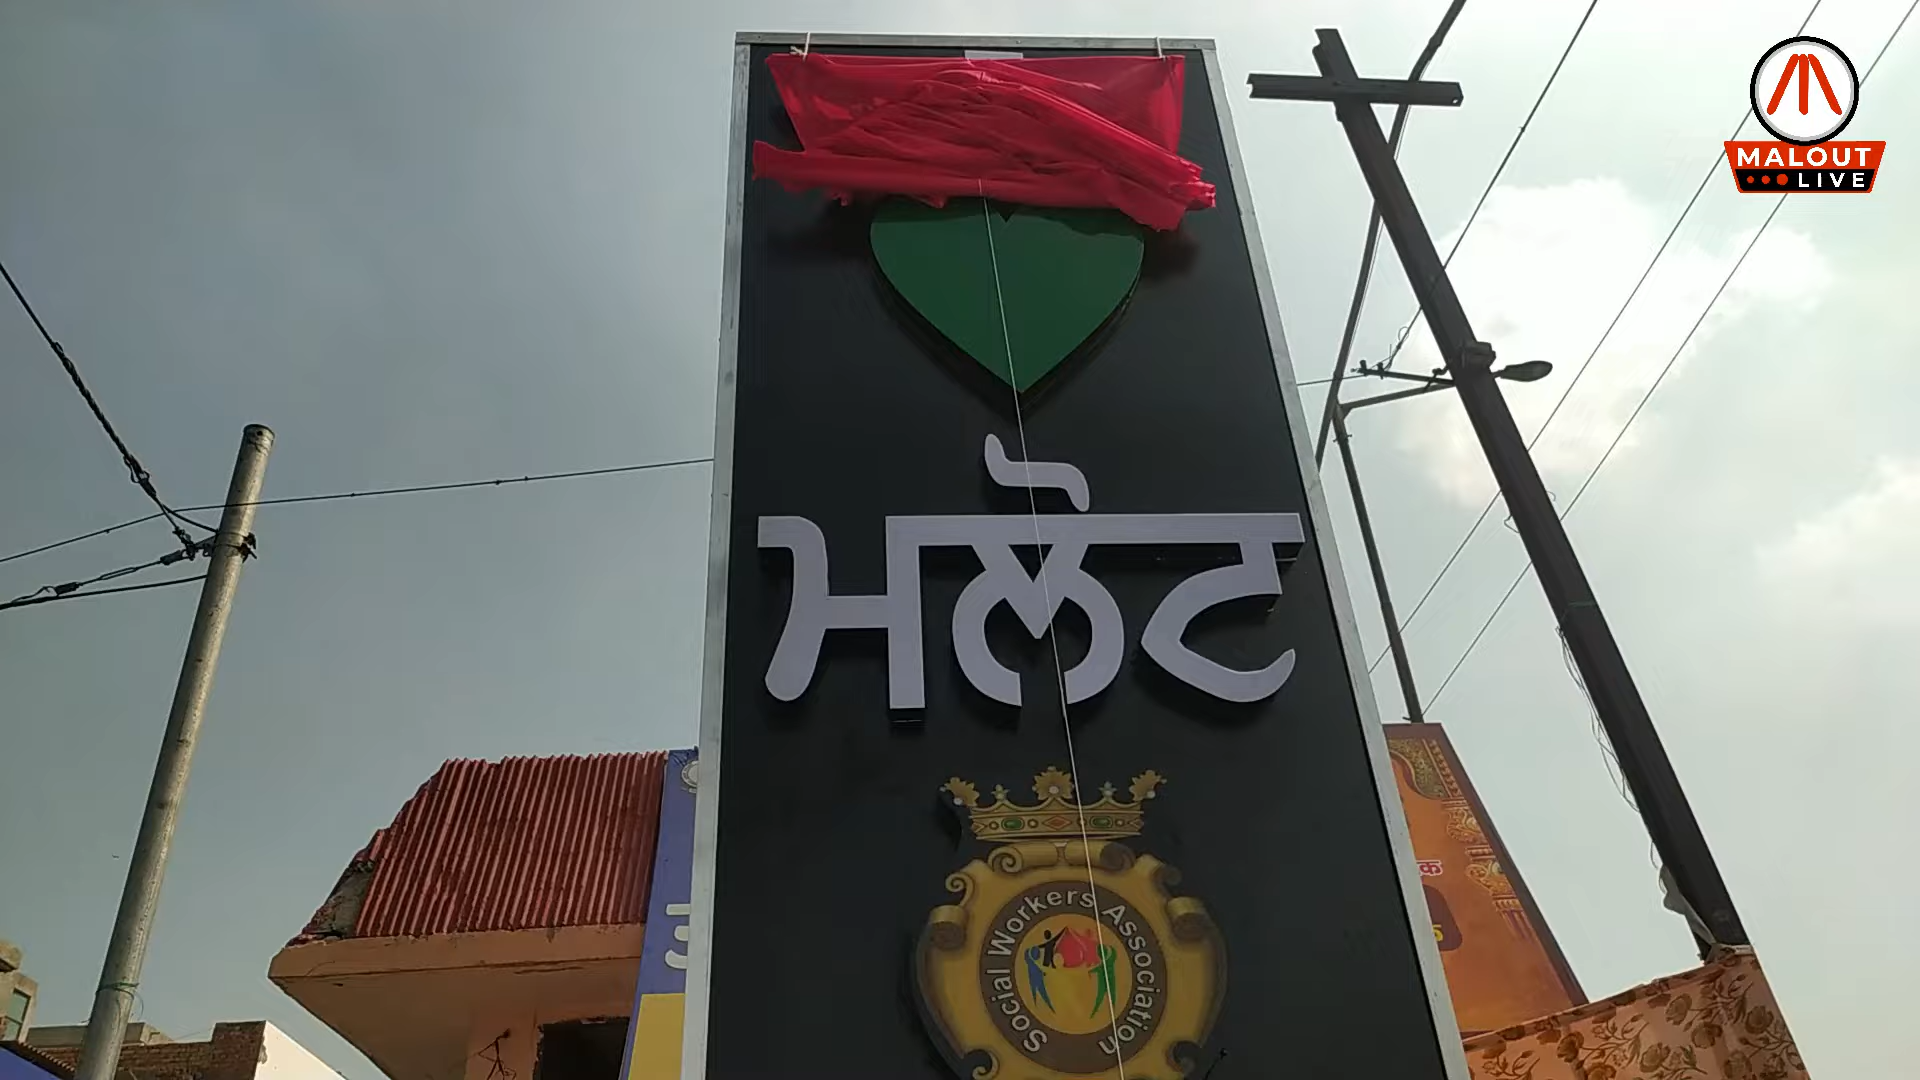 MALOUT
LIVE
ਮਲੋਟ
Social Workers Association